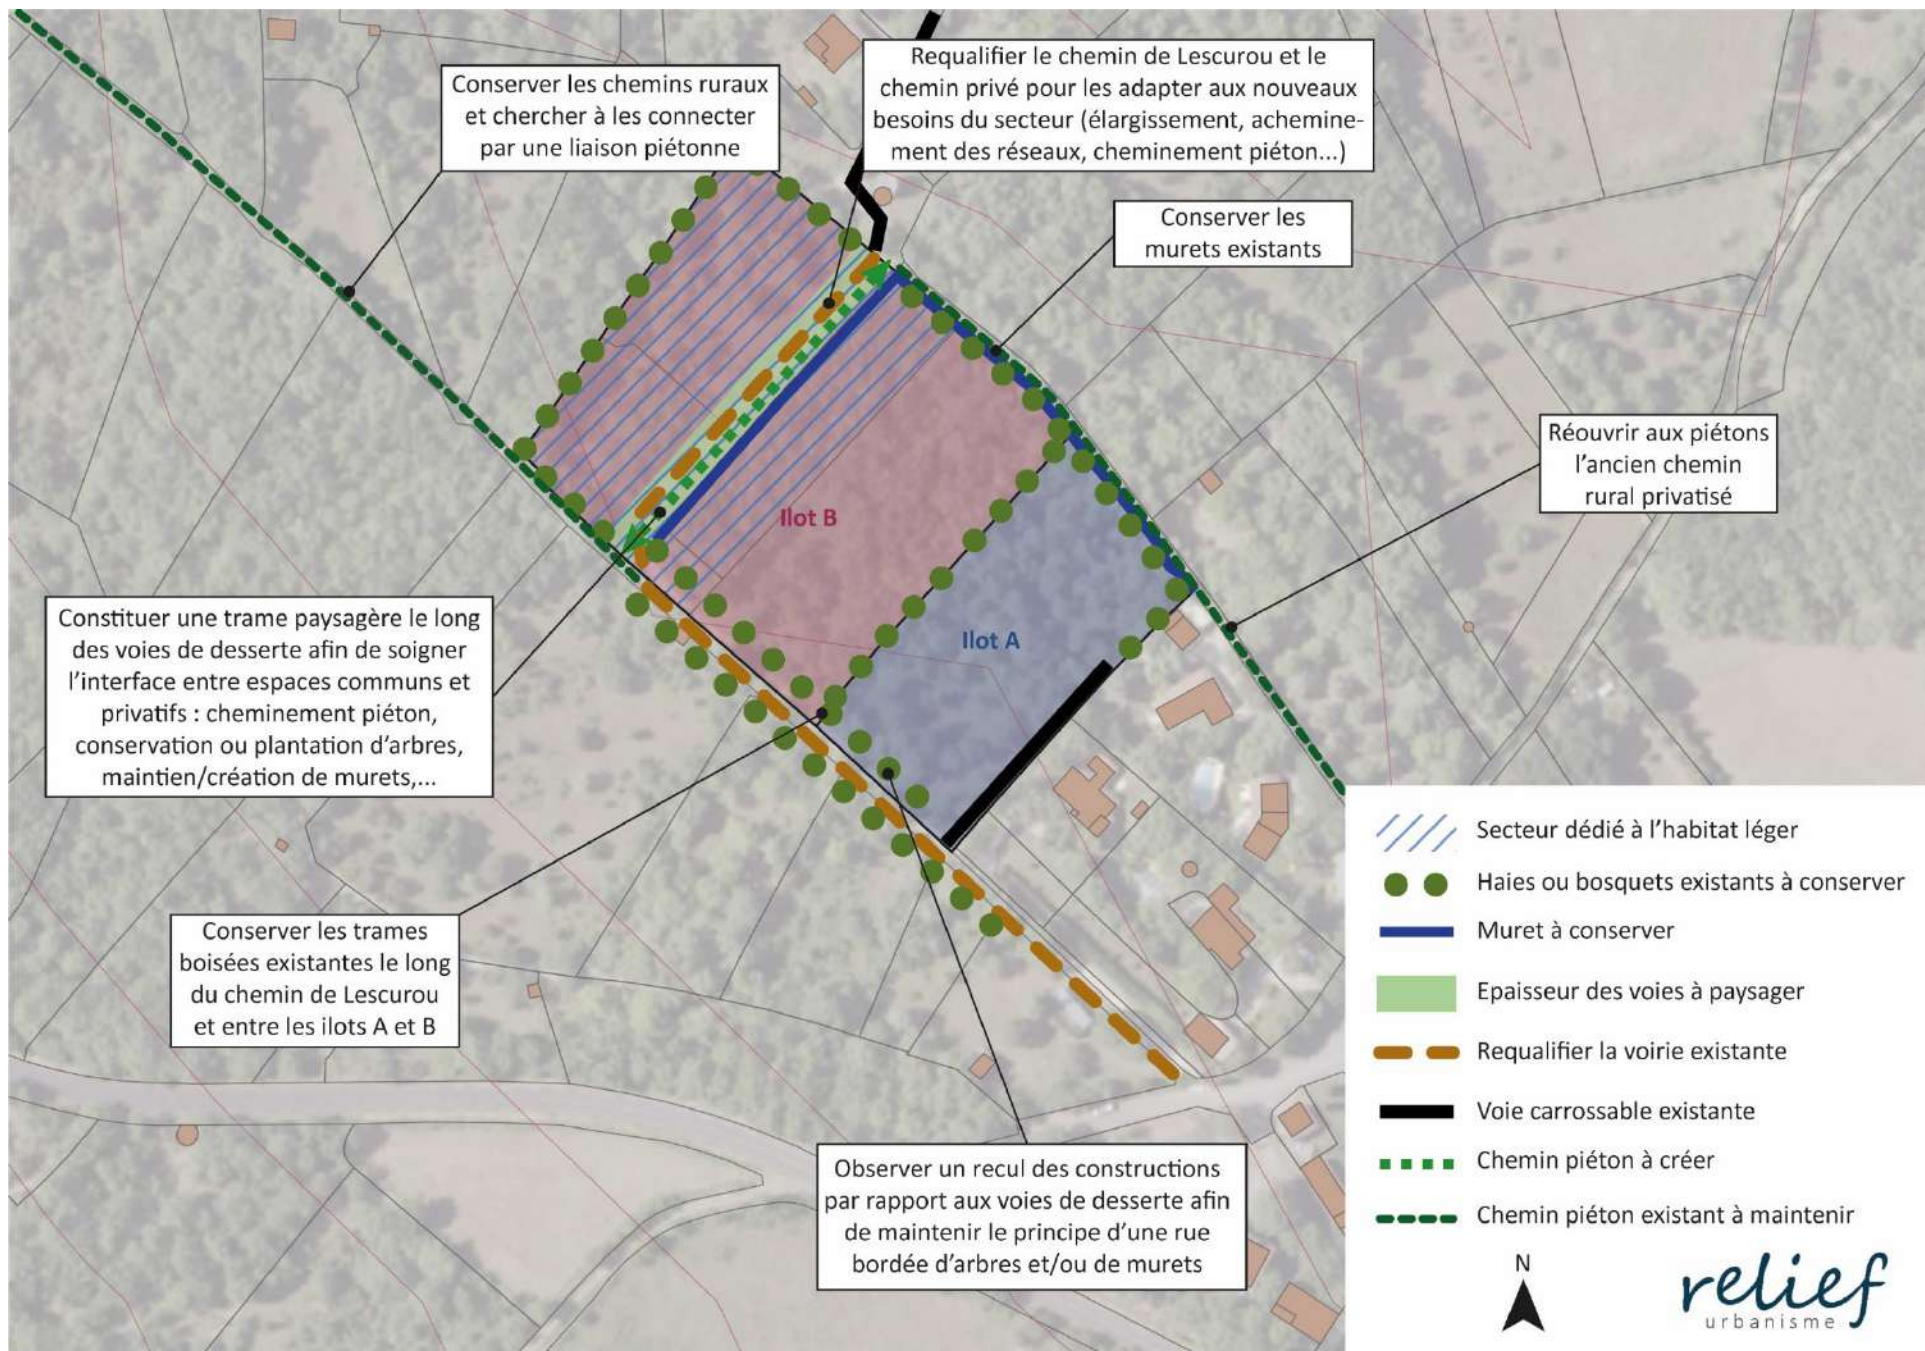 Conserver les chemins ruraux
et chercher à les connecter
par une liaison piétonne
Requalifier le chemin de Lescurou et le
chemin privé pour les adapter aux nouveaux
besoins du secteur (élargissement, achemine-
ment des réseaux, cheminement piéton...)
Conserver les
murets existants
Réouvrir aux piétons
l'ancien chemin
rural privatisé
Ilot B
Ilot A
Constituer une trame paysagère le long
des voies de desserte afin de soigner
l'interface entre espaces communs et
privatifs : cheminement piéton,
conservation ou plantation d'arbres,
maintien/création de murets,...
Conserver les trames
boisées existantes le long
du chemin de Lescurou
et entre les ilots A et B
Observer un recul des constructions
par rapport aux voies de desserte afin
de maintenir le principe d'une rue
bordée d'arbres et/ou de murets
Secteur dédié à l'habitat léger
Haies ou bosquets existants à conserver
Muret à conserver
Epaisseur des voies à paysager
Requalifier la voirie existante
Voie carrossable existante
Chemin piéton à créer
Chemin piéton existant à maintenir
N
relief
urbanisme